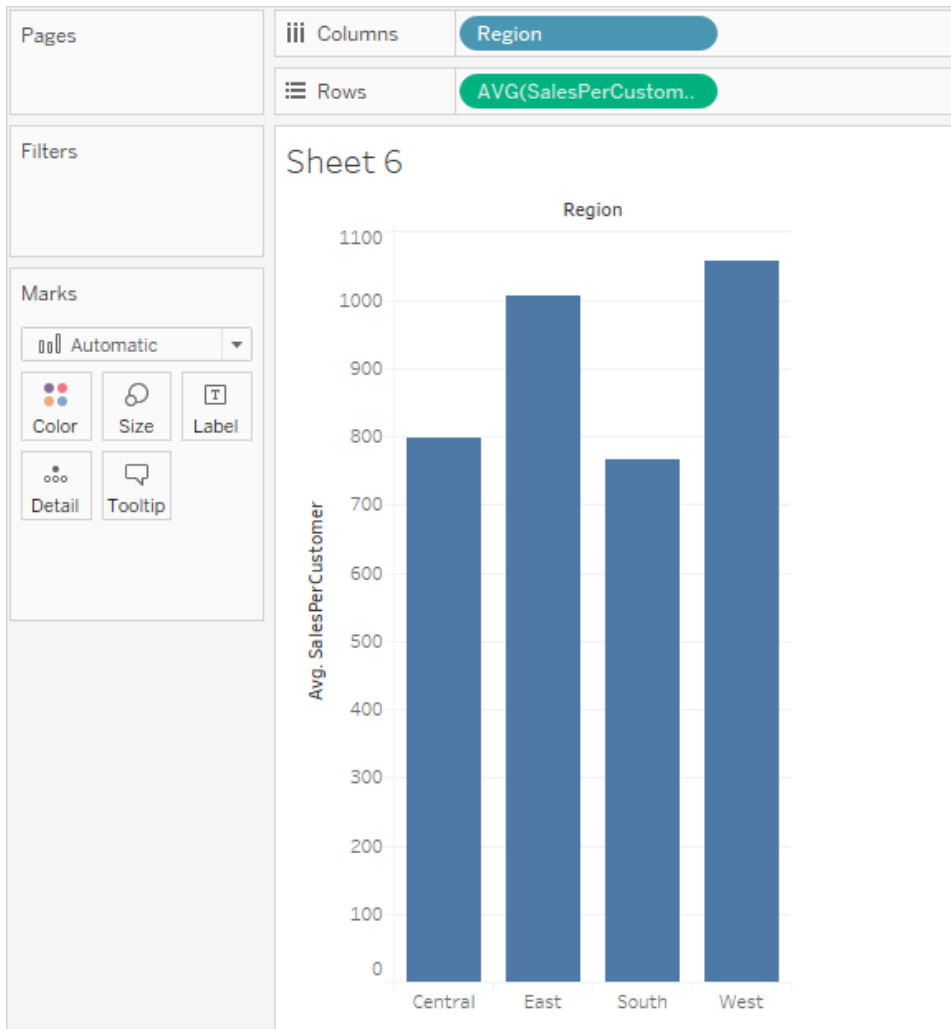 Pages
Columns
Region
Rows
AVG(SalesPerCustom..
Filters
Marks
Automatic
Color
Size
T
Label
Detail
Tooltip
Sheet 6
Region
1100
1000
900
800
700
600
500
400
300
200
100
0
Avg. SalesPerCustomer
Central East South West